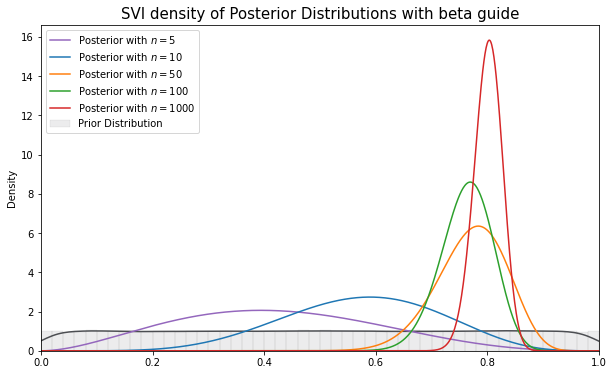 SVI density of Posterior Distributions with beta guide
16
14
12
10
8
6
4
2
0
Density
Posterior with n = 5
Posterior with n = 10
Posterior with n = 50
Posterior with n = 100
Posterior with n = 1000
Prior Distribution
0.0 0.2 0.4 0.6 0.8 1.0